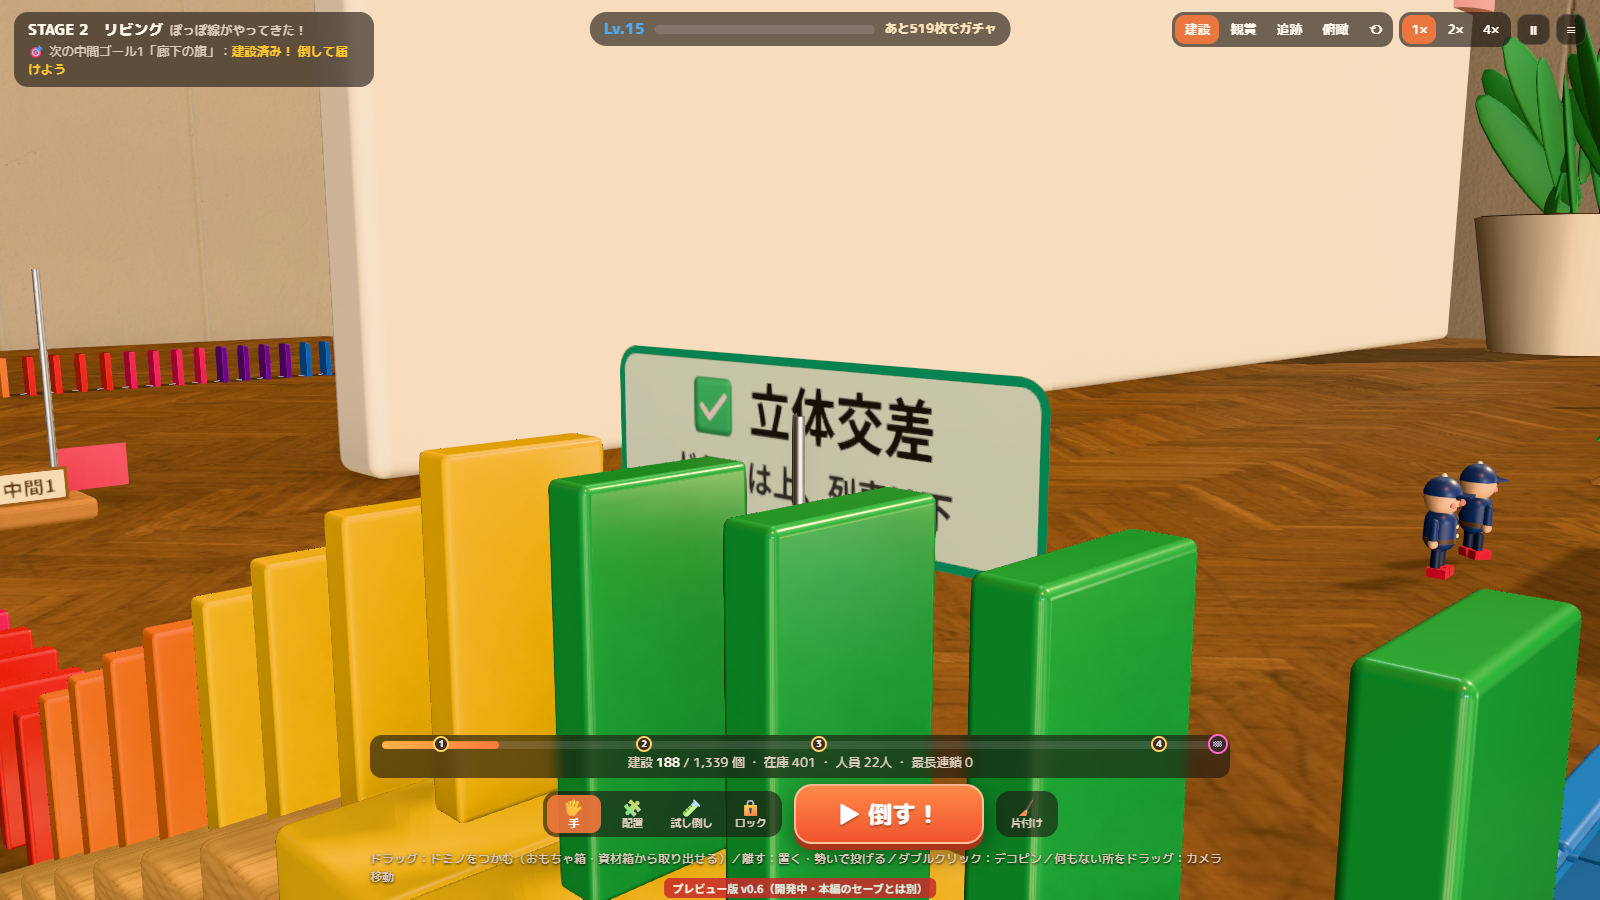 STAGE 2 リビング ぽっぽ線がやってきた！
次の中間ゴール1「廊下の旗」：建設済み！ 倒して届
けよう
Lv.15
あと519枚でガチャ
建設 観賞 追跡 俯瞰
1× 2× 4×
立体交差
は上、列
下
中間1
1 2 3 4
建設 188 / 1,339 個 ・ 在庫 401 ・ 人員 22人 ・ 最長連鎖 0
手 配置 試し倒し ロック
▶ 倒す！
片付け
ドラッグ：ドミノをつかむ（おもちゃ箱・資材箱から取り出せる）／離す：置く・勢いで投げる／ダブルクリック：デコピン／何もない所をドラッグ：カメラ
移動
プレビュー版 v0.6（開発中・本編のセーブとは別）